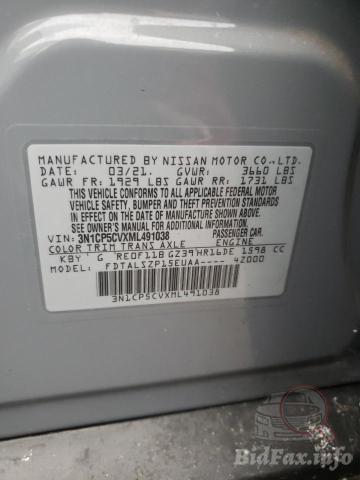 MANUFACTURED BY NISSAN MOTOR CO., LTD.
DATE: 03/21. GVWR: 3660 LBS
GAWR FR: 1929 LBS GAWR RR: 1731 LBS
THIS VEHICLE CONFORMS TO ALL APPLICABLE FEDERAL MOTOR
VEHICLE SAFETY, BUMPER AND THEFT PREVENTION
STANDARDS IN EFFECT ON THE DATE OF
MANUFACTURE SHOWN ABOVE.
SEE OWNER'S MANUAL FOR ADDITIONAL INFORMATION
VIN: 3N1CP5CVXML491038 PASSENGER CAR.
COLOR TRIM TRANS AXLE ENGINE
KBY G RE0F11B GZ39 HR16DE 1598 CC
MODEL: FDTALSZP15EUAA---- 42000
3N1CP5CVXML491038
BidFax.info